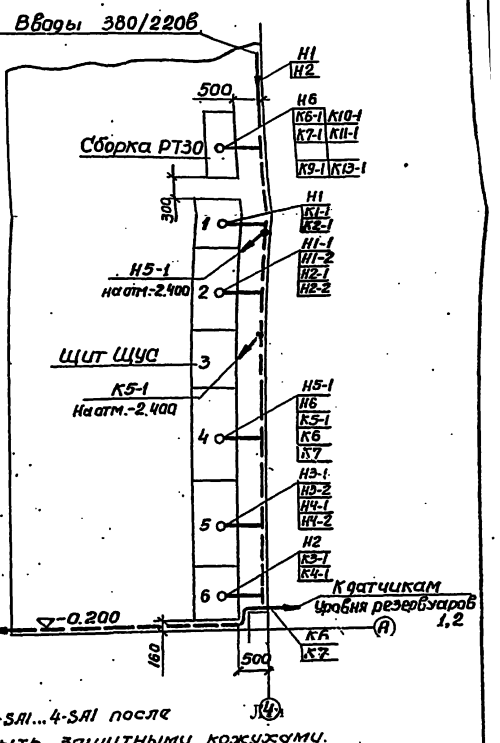 Вводы 380/220в
Н1
Н2
500
Н6
К6-1 К10-1
К7-1 К11-1
К9-1 К13-1
Сборка РТ30
300
1
Н1
К1-1
К2-1
Н5-1
на отм.-2.400
2
Н1-1
Н1-2
Н2-1
Н2-2
Щит ЩУС
3
К5-1
На отм.-2.400
4
Н5-1
Н6
К5-1
К6
К7
5
Н3-1
Н3-2
Н4-1
Н4-2
6
Н2
К3-1
К4-1
К датчикам
уровня резервуаров
1,2
-0.200
А
160
500
К6
К7
4
-SA1...4-SA1 после
защитными кожухами.